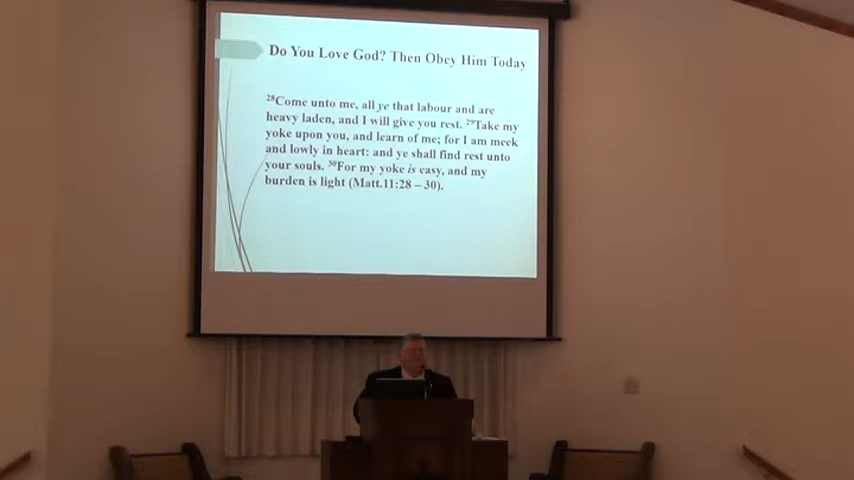 Do You Love God? Then Obey Him Today
²⁸Come unto me, all ye that labour and are
heavy laden, and I will give you rest. ²⁹Take my
yoke upon you, and learn of me; for I am meek
and lowly in heart: and ye shall find rest unto
your souls. ³⁰For my yoke is easy, and my
burden is light (Matt.11:28 – 30).